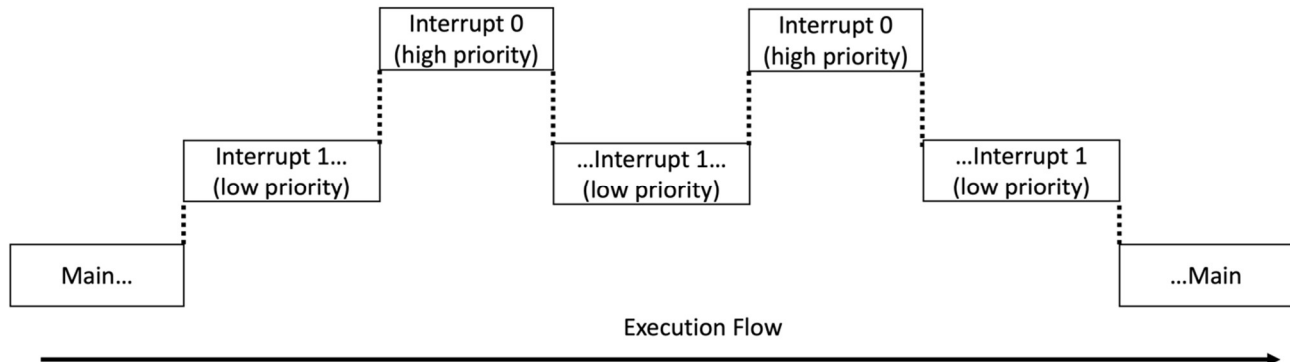 Interrupt 0
(high priority)
Interrupt 0
(high priority)
Interrupt 1...
(low priority)
...Interrupt 1...
(low priority)
...Interrupt 1
(low priority)
Main...
...Main
Execution Flow